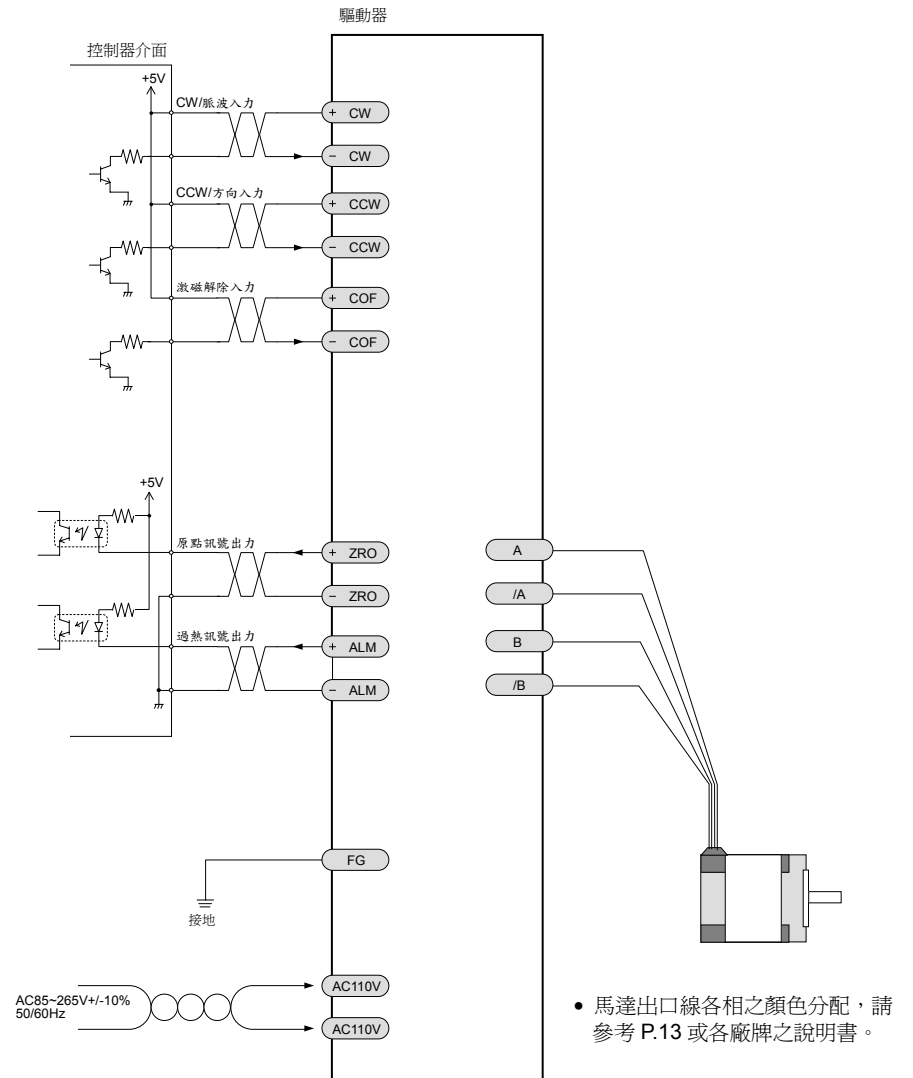 驅動器
控制器介面
+5V
CW/脈波入力
+ CW
− CW
CCW/方向入力
+ CCW
− CCW
激磁解除入力
+ COF
− COF
+5V
原點訊號出力
+ ZRO
− ZRO
過熱訊號出力
+ ALM
− ALM
A
/A
B
/B
FG
接地
AC85~265V+/-10%
50/60Hz
AC110V
AC110V
• 馬達出口線各相之顏色分配，請
參考 P.13 或各廠牌之說明書。